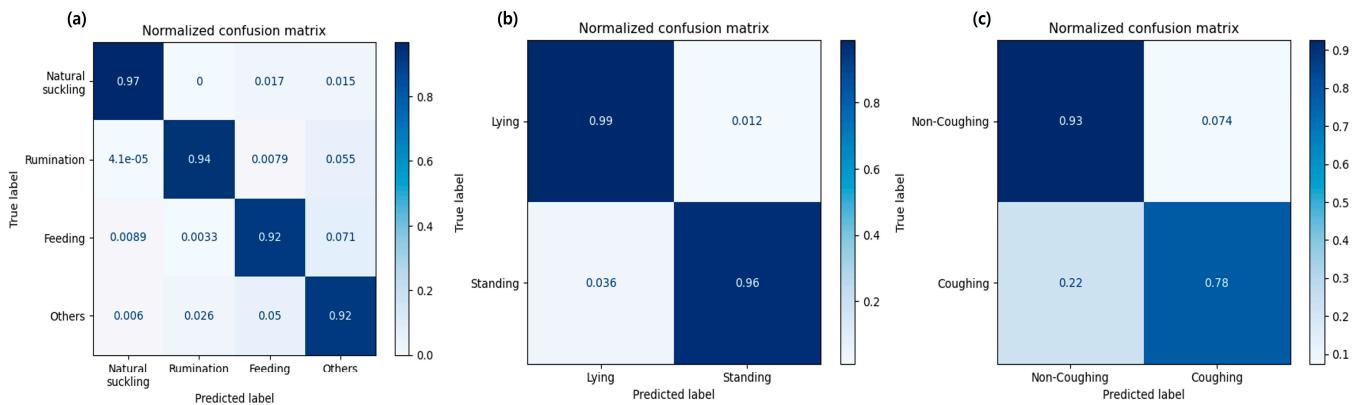 (a)
Normalized confusion matrix
True label
Natural
suckling
0.97 0 0.017 0.015
Rumination
4.1e-05 0.94 0.0079 0.055
Feeding
0.0089 0.0033 0.92 0.071
Others
0.006 0.026 0.05 0.92
Natural
suckling
Rumination Feeding Others
Predicted label
0.8
0.6
0.4
0.2
0.0
(b)
Normalized confusion matrix
True label
Lying
0.99 0.012
Standing
0.036 0.96
Lying Standing
Predicted label
0.8
0.6
0.4
0.2
(c)
Normalized confusion matrix
True label
Non-Coughing
0.93 0.074
Coughing
0.22 0.78
Non-Coughing Coughing
Predicted label
0.9
0.8
0.7
0.6
0.5
0.4
0.3
0.2
0.1